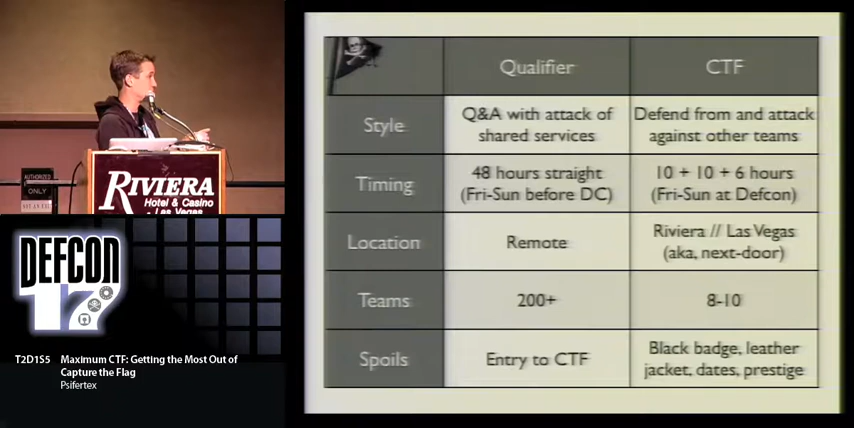 Qualifier
CTF
Style
Q&A with attack of
shared services
Defend from and attack
against other teams
Timing
48 hours straight
(Fri-Sun before DC)
10 + 10 + 6 hours
(Fri-Sun at Defcon)
Location
Remote
Riviera // Las Vegas
(aka, next-door)
Teams
200+
8-10
Spoils
Entry to CTF
Black badge, leather
jacket, dates, prestige
AUTHORIZED
ONLY
RIVIERA
Hotel & Casino
Las Vegas
DEFCON
17
T2D1S5
Maximum CTF: Getting the Most Out of
Capture the Flag
Psifertex